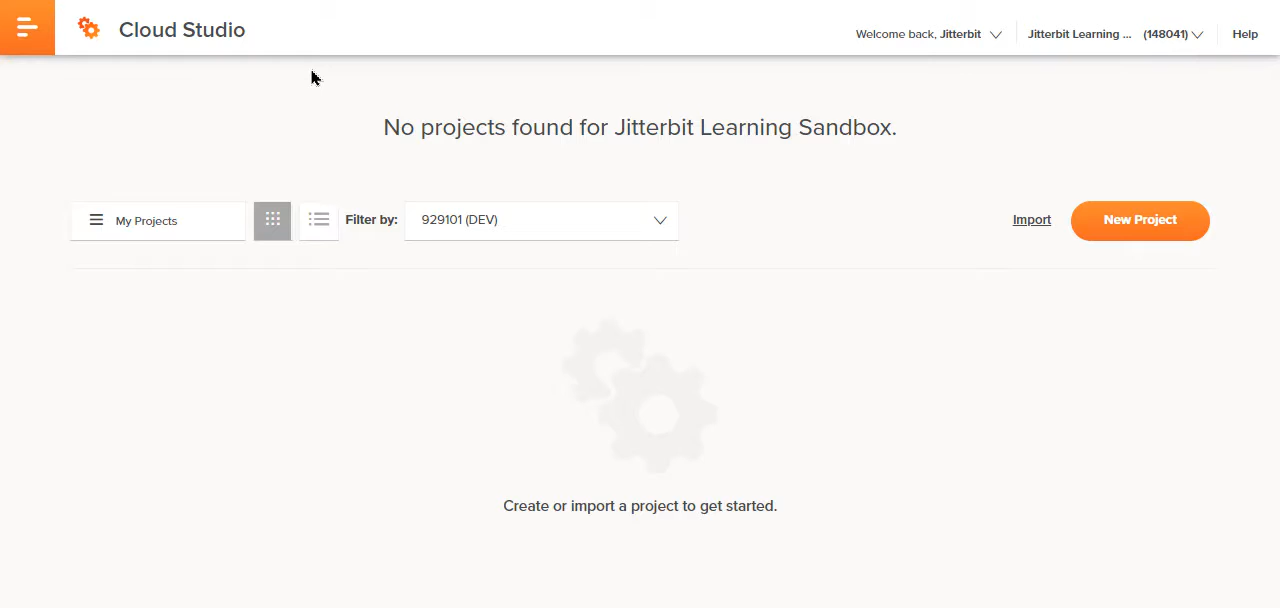 Cloud Studio
Welcome back, Jitterbit
Jitterbit Learning ... (148041)
Help
No projects found for Jitterbit Learning Sandbox.
My Projects
Filter by:
929101 (DEV)
Import
New Project
Create or import a project to get started.